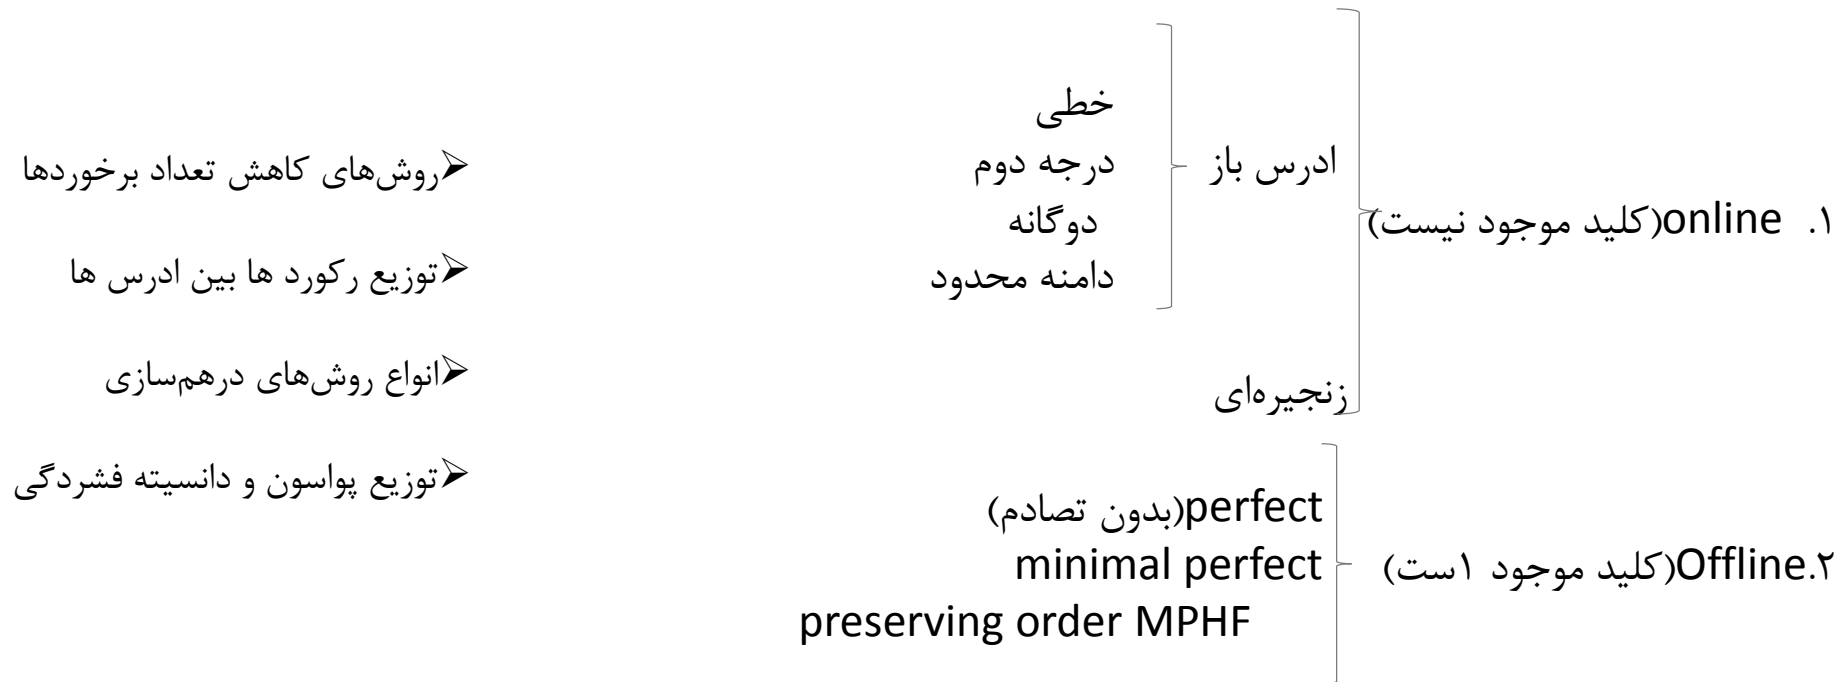 ۱. online(کلید موجود نیست)
ادرس باز
خطی
درجه دوم
دوگانه
دامنه محدود
زنجیره‌ای
۲.Offline(کلید موجود ۱ست)
perfect(بدون تصادم)
minimal perfect
preserving order MPHF
➢روش‌های کاهش تعداد برخوردها
➢توزیع رکورد ها بین ادرس ها
➢انواع روش‌های درهم‌سازی
➢توزیع پواسون و دانسیته فشردگی